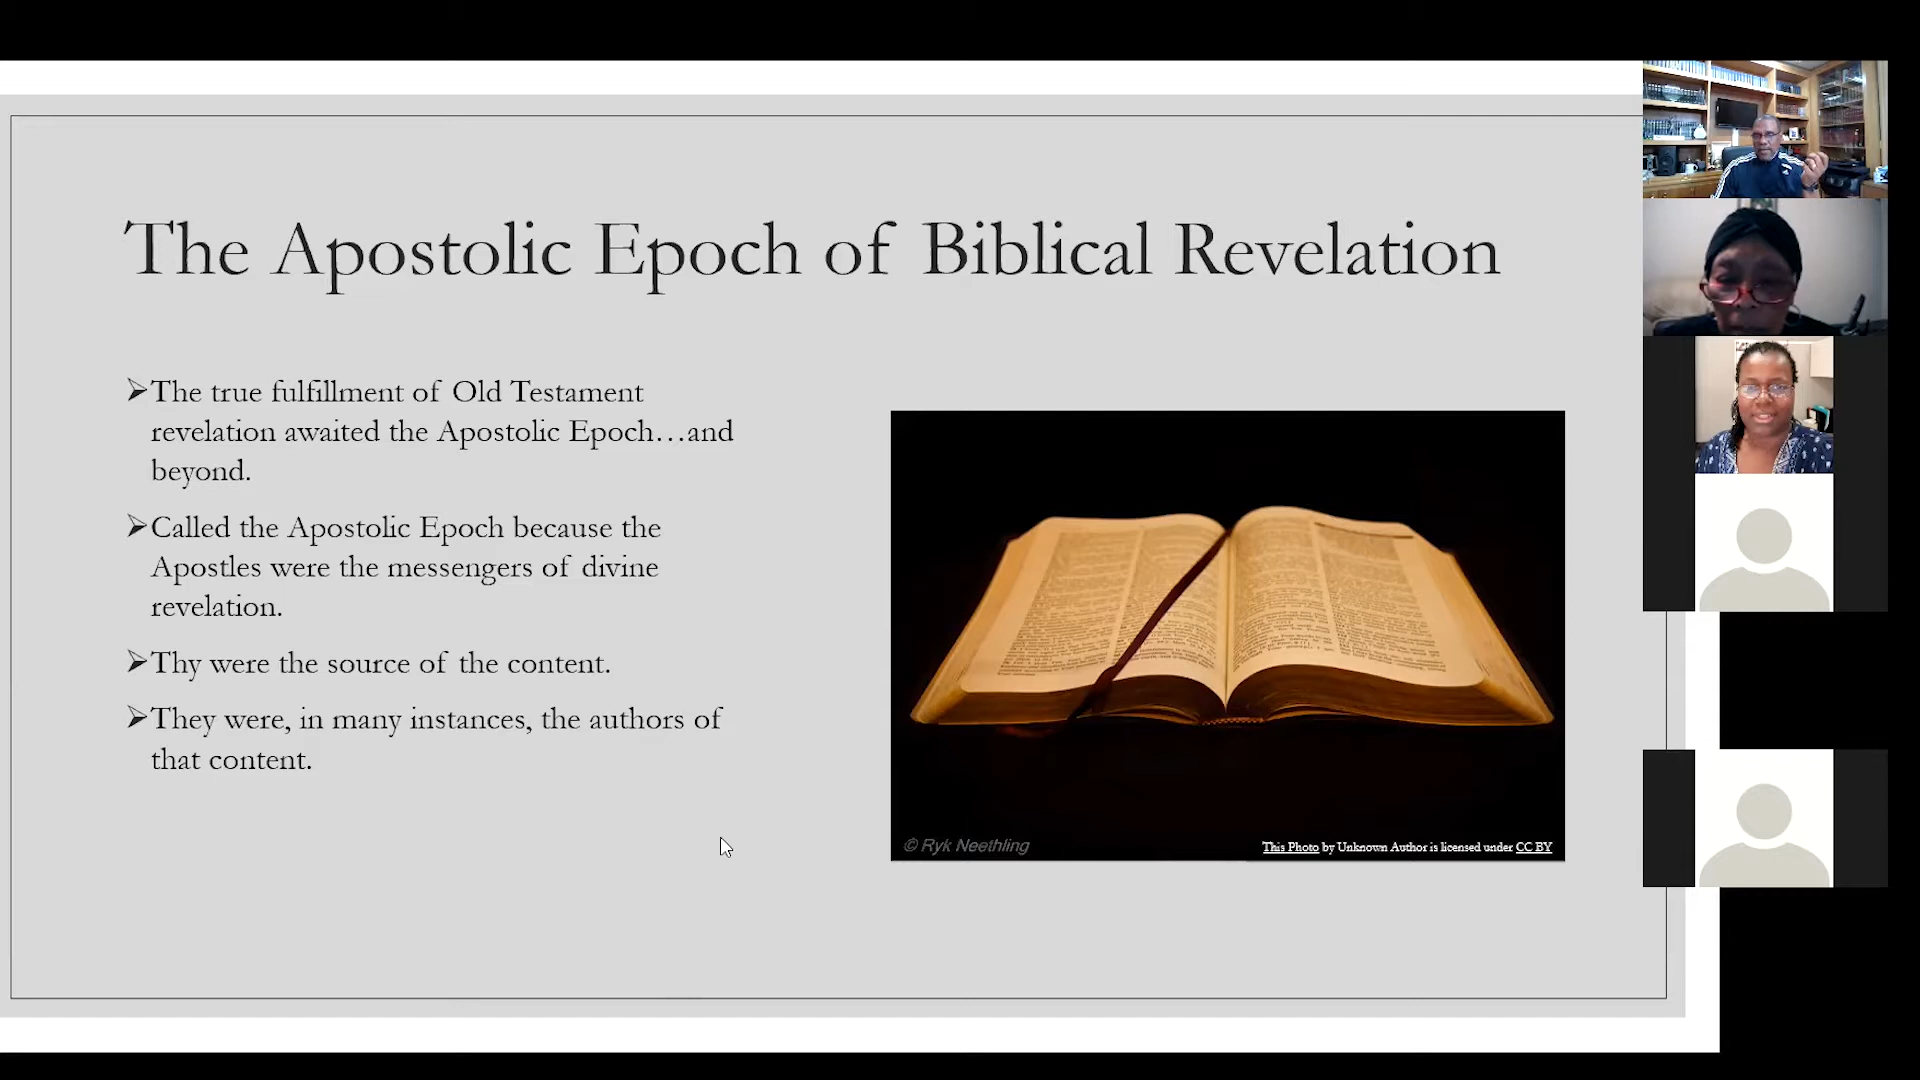 The Apostolic Epoch of Biblical Revelation
➢The true fulfillment of Old Testament
revelation awaited the Apostolic Epoch…and
beyond.
➢Called the Apostolic Epoch because the
Apostles were the messengers of divine
revelation.
➢Thy were the source of the content.
➢They were, in many instances, the authors of
that content.
© Ryk Neethling
This Photo by Unknown Author is licensed under CC BY